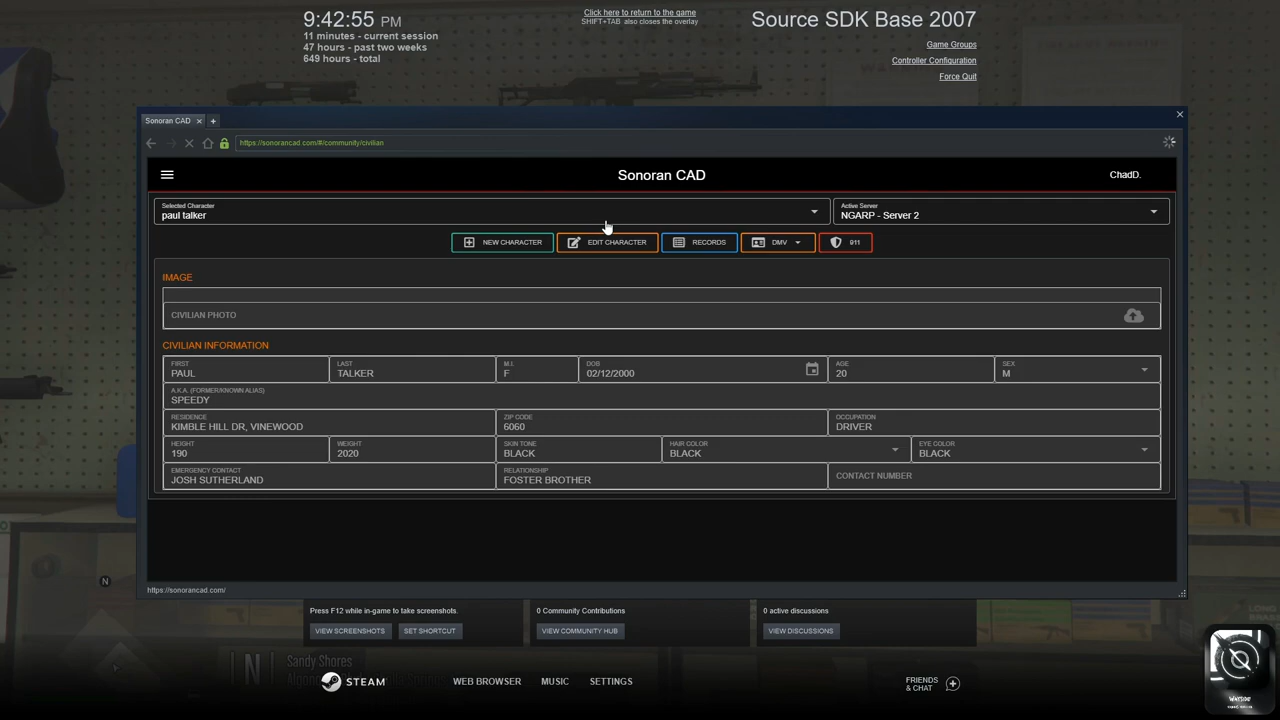 9:42:55 PM
11 minutes - current session
47 hours - past two weeks
649 hours - total
Click here to return to the game
SHIFT+TAB also closes the overlay
Source SDK Base 2007
Game Groups
Controller Configuration
Force Quit
Sonoran CAD
https://sonorancad.com/#/community/civilian
Sonoran CAD
ChadD.
Selected Character
paul talker
Active Server
NGARP - Server 2
NEW CHARACTER
EDIT CHARACTER
RECORDS
DMV
911
IMAGE
CIVILIAN PHOTO
CIVILIAN INFORMATION
FIRST
PAUL
LAST
TALKER
M.I.
F
DOB
02/12/2000
AGE
20
SEX
M
A.K.A. (FORMER/KNOWN ALIAS)
SPEEDY
RESIDENCE
KIMBLE HILL DR, VINEWOOD
ZIP CODE
6060
OCCUPATION
DRIVER
HEIGHT
190
WEIGHT
2020
SKIN TONE
BLACK
HAIR COLOR
BLACK
EYE COLOR
BLACK
EMERGENCY CONTACT
JOSH SUTHERLAND
RELATIONSHIP
FOSTER BROTHER
CONTACT NUMBER
N
https://sonorancad.com/
Press F12 while in-game to take screenshots.
VIEW SCREENSHOTS
SET SHORTCUT
0 Community Contributions
VIEW COMMUNITY HUB
0 active discussions
VIEW DISCUSSIONS
N
Sandy Shores
STEAM
WEB BROWSER
MUSIC
SETTINGS
FRIENDS
& CHAT
WAYSIDE